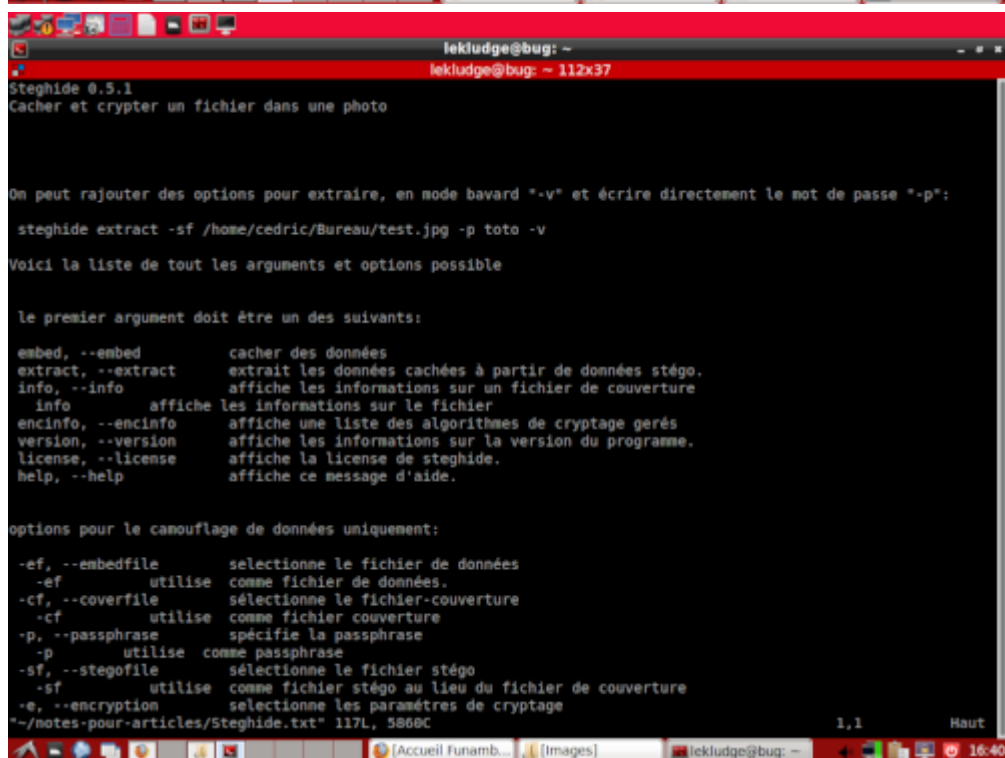 lekludge@bug: ~
lekludge@bug: ~ 112x37
Steghide 0.5.1
Cacher et crypter un fichier dans une photo
On peut rajouter des options pour extraire, en mode bavard "-v" et écrire directement le mot de passe "-p":
steghide extract -sf /home/cedric/Bureau/test.jpg -p toto -v
Voici la liste de tout les arguments et options possible
le premier argument doit être un des suivants:
embed, --embed cacher des données
extract, --extract extrait les données cachées à partir de données stégo.
info, --info affiche les informations sur un fichier de couverture
info affiche les informations sur le fichier
encinfo, --encinfo affiche une liste des algorithmes de cryptage gerés
version, --version affiche les informations sur la version du programme.
license, --license affiche la license de steghide.
help, --help affiche ce message d'aide.
options pour le camouflage de données uniquement:
-ef, --embedfile selectionne le fichier de données
-ef utilise comme fichier de données.
-cf, --coverfile sélectionne le fichier-couverture
-cf utilise comme fichier couverture
-p, --passphrase spécifie la passphrase
-p utilise comme passphrase
-sf, --stegofile sélectionne le fichier stégo
-sf utilise comme fichier stégo au lieu du fichier de couverture
-e, --encryption selectionne les paramétres de cryptage
"~/notes-pour-articles/Steghide.txt" 117L, 5860C 1,1 Haut
[Accueil Funamb... [Images] lekludge@bug: ~ 16:40